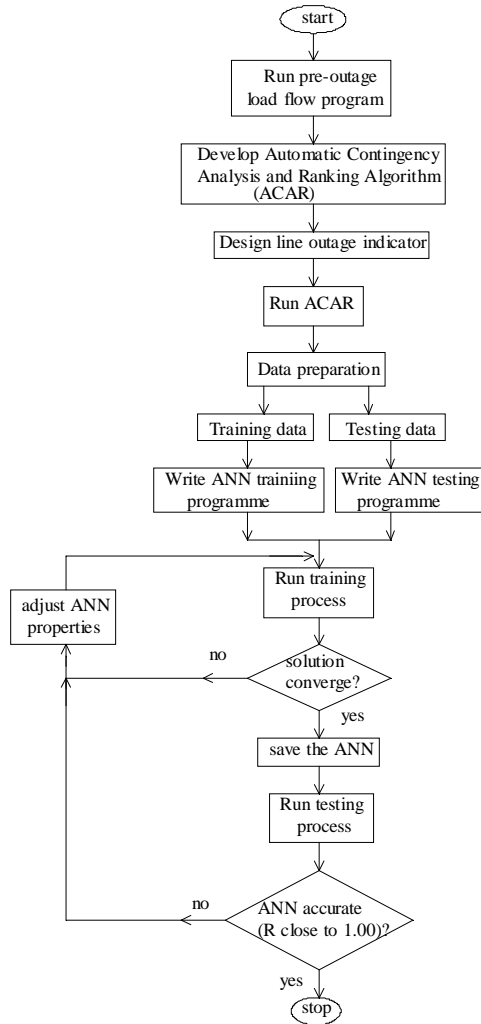 start
Run pre-outage
load flow program
Develop Automatic Contingency
Analysis and Ranking Algorithm
(ACAR)
Design line outage indicator
Run ACAR
Data preparation
Training data
Testing data
Write ANN trainiing
programme
Write ANN testing
programme
Run training
process
adjust ANN
properties
no
solution
converge?
yes
save the ANN
Run testing
process
no
ANN accurate
(R close to 1.00)?
yes
stop